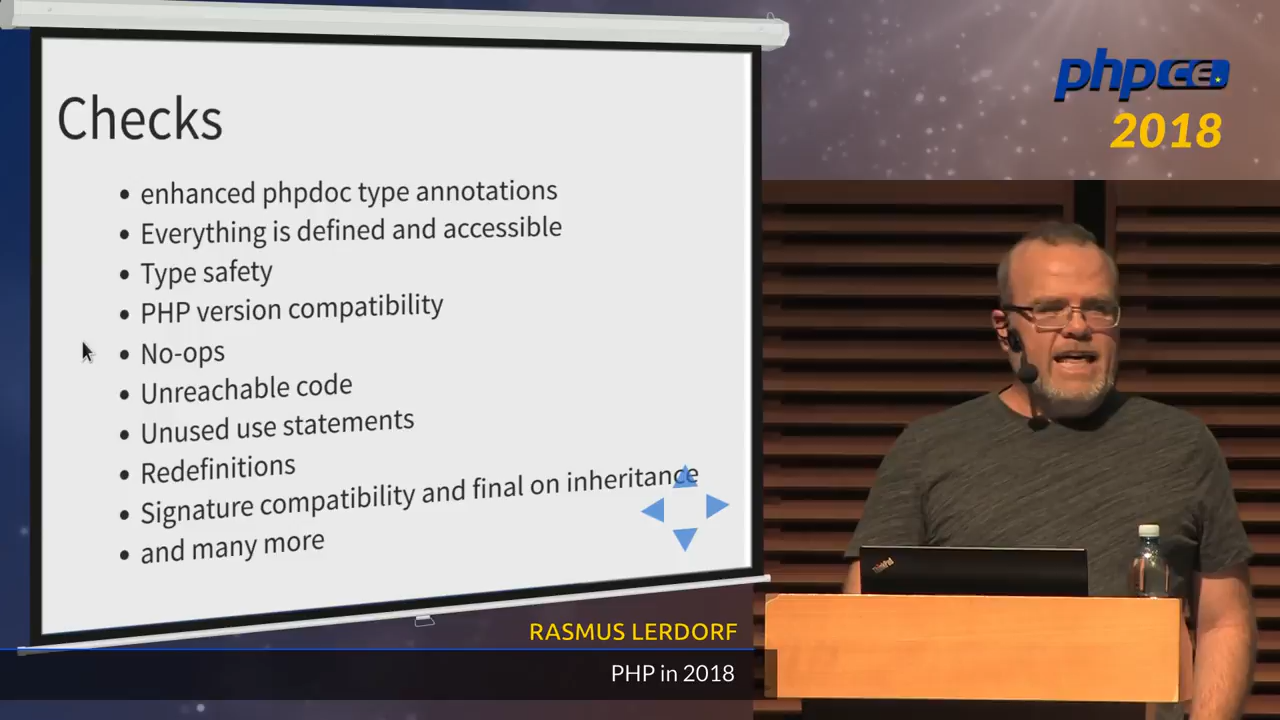 Checks
enhanced phpdoc type annotations
Everything is defined and accessible
Type safety
PHP version compatibility
No-ops
Unreachable code
Unused use statements
Redefinitions
Signature compatibility and final on inheritance
and many more
phpce
2018
ThinkPad
RASMUS LERDORF
PHP in 2018